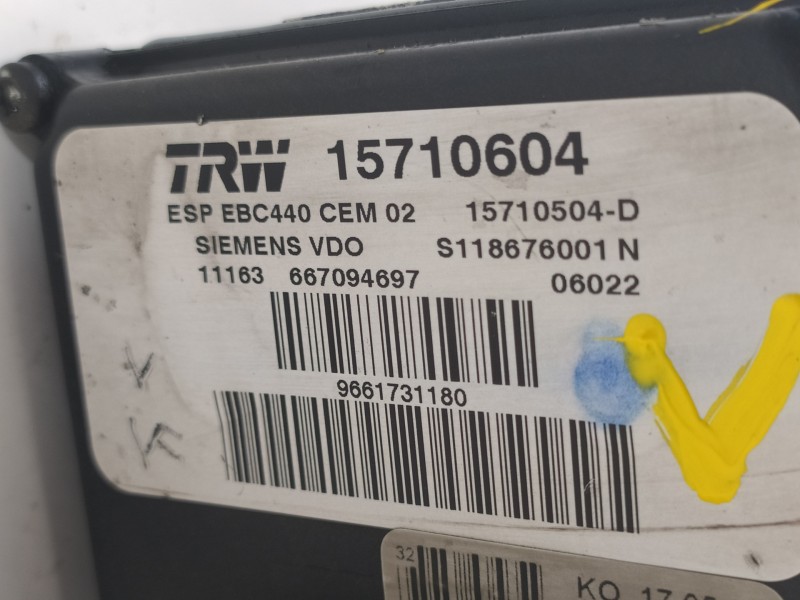 TRW 15710604
ESP EBC440 CEM 02 15710504-D
SIEMENS VDO S118676001 N
11163 667094697 06022
9661731180
32
KO